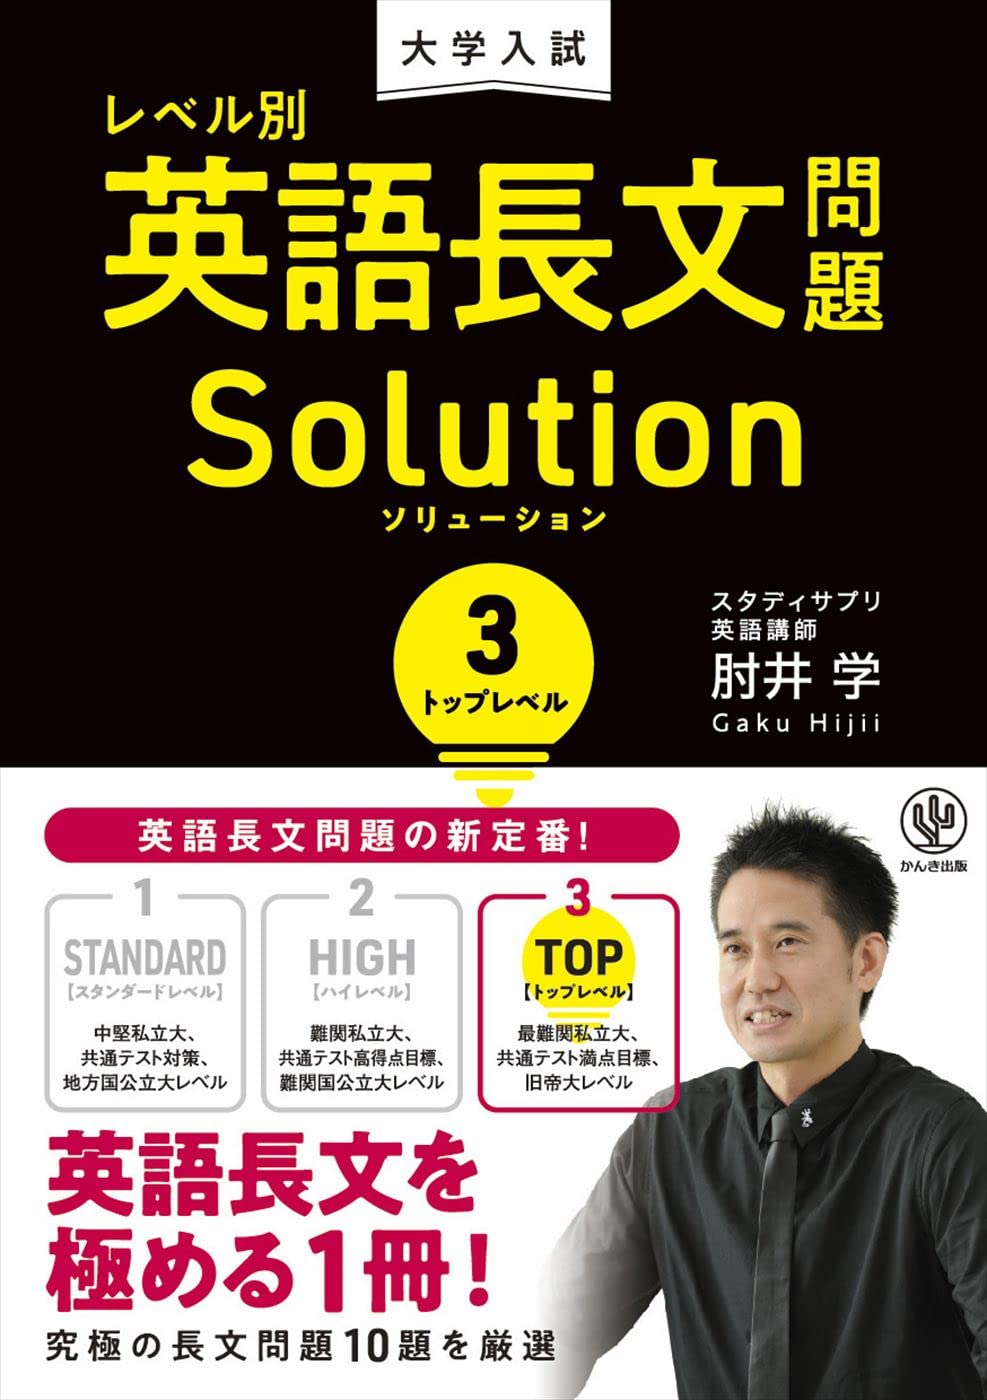 大学入試
レベル別
英語長文問題
Solution
ソリューション
3
トップレベル
スタディサプリ
英語講師
肘井 学
Gaku Hijii
英語長文問題の新定番！
かんき出版
1
STANDARD
【スタンダードレベル】
中堅私立大、
共通テスト対策、
地方国公立大レベル
2
HIGH
【ハイレベル】
難関私立大、
共通テスト高得点目標、
難関国公立大レベル
3
TOP
【トップレベル】
最難関私立大、
共通テスト満点目標、
旧帝大レベル
英語長文を
極める1冊！
究極の長文問題10題を厳選